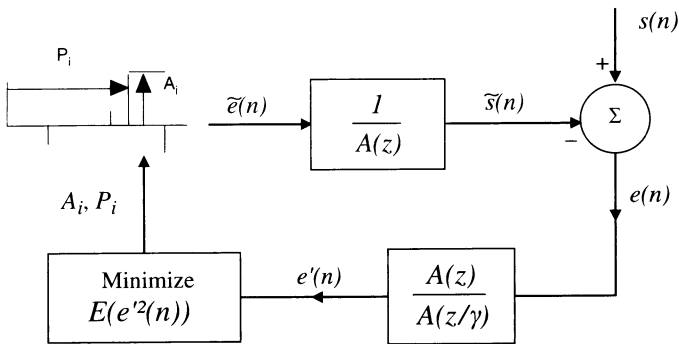 s(n)
P_i
A_i
+
ẽ(n)
1
A(z)
s̃(n)
Σ
−
A_i, P_i
e(n)
Minimize
E(e'²(n))
e'(n)
A(z)
A(z/γ)